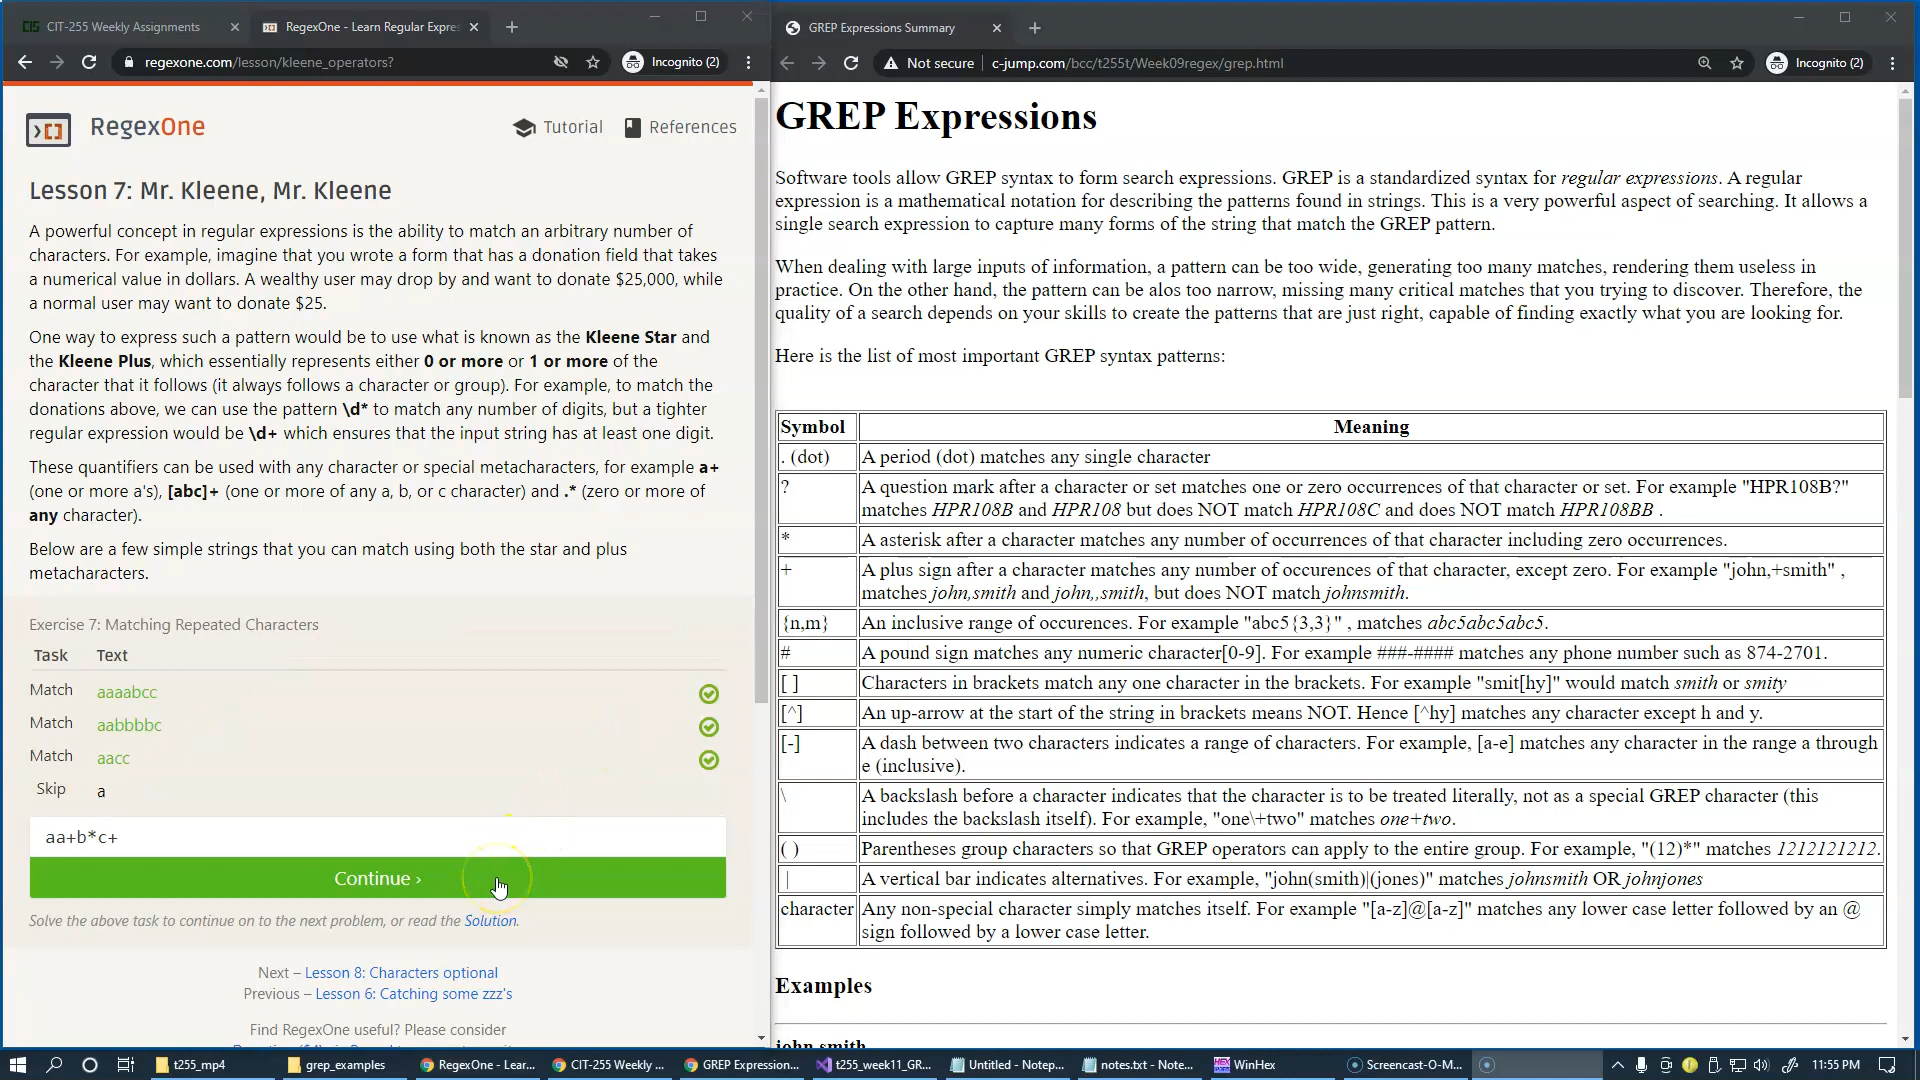 CIT-255 Weekly Assignments
RegexOne - Learn Regular Expres
regexone.com/lesson/kleene_operators?
Incognito (2)
RegexOne
Tutorial
References
Lesson 7: Mr. Kleene, Mr. Kleene
A powerful concept in regular expressions is the ability to match an arbitrary number of
characters. For example, imagine that you wrote a form that has a donation field that takes
a numerical value in dollars. A wealthy user may drop by and want to donate $25,000, while
a normal user may want to donate $25.
One way to express such a pattern would be to use what is known as the Kleene Star and
the Kleene Plus, which essentially represents either 0 or more or 1 or more of the
character that it follows (it always follows a character or group). For example, to match the
donations above, we can use the pattern \d* to match any number of digits, but a tighter
regular expression would be \d+ which ensures that the input string has at least one digit.
These quantifiers can be used with any character or special metacharacters, for example a+
(one or more a's), [abc]+ (one or more of any a, b, or c character) and .* (zero or more of
any character).
Below are a few simple strings that you can match using both the star and plus
metacharacters.
Exercise 7: Matching Repeated Characters
Task Text
Match aaaabcc
Match aabbbbc
Match aacc
Skip a
aa+b*c+
Continue ›
Solve the above task to continue on to the next problem, or read the Solution.
Next – Lesson 8: Characters optional
Previous – Lesson 6: Catching some zzz's
Find RegexOne useful? Please consider
GREP Expressions Summary
Not secure | c-jump.com/bcc/t255t/Week09regex/grep.html
Incognito (2)
GREP Expressions
Software tools allow GREP syntax to form search expressions. GREP is a standardized syntax for regular expressions. A regular
expression is a mathematical notation for describing the patterns found in strings. This is a very powerful aspect of searching. It allows a
single search expression to capture many forms of the string that match the GREP pattern.
When dealing with large inputs of information, a pattern can be too wide, generating too many matches, rendering them useless in
practice. On the other hand, the pattern can be alos too narrow, missing many critical matches that you trying to discover. Therefore, the
quality of a search depends on your skills to create the patterns that are just right, capable of finding exactly what you are looking for.
Here is the list of most important GREP syntax patterns:
Symbol Meaning
. (dot) A period (dot) matches any single character
? A question mark after a character or set matches one or zero occurrences of that character or set. For example "HPR108B?"
matches HPR108B and HPR108 but does NOT match HPR108C and does NOT match HPR108BB .
* A asterisk after a character matches any number of occurrences of that character including zero occurrences.
+ A plus sign after a character matches any number of occurences of that character, except zero. For example "john,+smith" ,
matches john,smith and john,,smith, but does NOT match johnsmith.
{n,m} An inclusive range of occurences. For example "abc5{3,3}" , matches abc5abc5abc5.
# A pound sign matches any numeric character[0-9]. For example ###-#### matches any phone number such as 874-2701.
[ ] Characters in brackets match any one character in the brackets. For example "smit[hy]" would match smith or smity
[^] An up-arrow at the start of the string in brackets means NOT. Hence [^hy] matches any character except h and y.
[-] A dash between two characters indicates a range of characters. For example, [a-e] matches any character in the range a through
e (inclusive).
\ A backslash before a character indicates that the character is to be treated literally, not as a special GREP character (this
includes the backslash itself). For example, "one\+two" matches one+two.
( ) Parentheses group characters so that GREP operators can apply to the entire group. For example, "(12)*" matches 1212121212.
| A vertical bar indicates alternatives. For example, "john(smith)|(jones)" matches johnsmith OR johnjones
character Any non-special character simply matches itself. For example "[a-z]@[a-z]" matches any lower case letter followed by an @
sign followed by a lower case letter.
Examples
john smith
t255_mp4
grep_examples
RegexOne - Lear...
CIT-255 Weekly ...
GREP Expression...
t255_week11_GR...
Untitled - Notep...
notes.txt - Note...
WinHex
Screencast-O-M...
11:55 PM